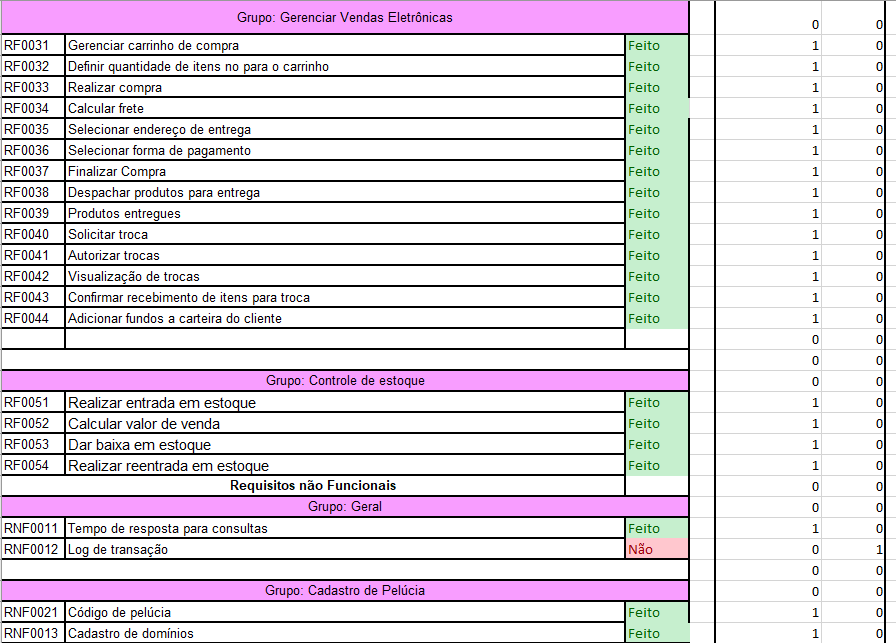 Grupo: Gerenciar Vendas Eletrônicas 0 0
RF0031 Gerenciar carrinho de compra Feito 1 0
RF0032 Definir quantidade de itens no para o carrinho Feito 1 0
RF0033 Realizar compra Feito 1 0
RF0034 Calcular frete Feito 1 0
RF0035 Selecionar endereço de entrega Feito 1 0
RF0036 Selecionar forma de pagamento Feito 1 0
RF0037 Finalizar Compra Feito 1 0
RF0038 Despachar produtos para entrega Feito 1 0
RF0039 Produtos entregues Feito 1 0
RF0040 Solicitar troca Feito 1 0
RF0041 Autorizar trocas Feito 1 0
RF0042 Visualização de trocas Feito 1 0
RF0043 Confirmar recebimento de itens para troca Feito 1 0
RF0044 Adicionar fundos a carteira do cliente Feito 1 0
0 0
0 0
Grupo: Controle de estoque 0 0
RF0051 Realizar entrada em estoque Feito 1 0
RF0052 Calcular valor de venda Feito 1 0
RF0053 Dar baixa em estoque Feito 1 0
RF0054 Realizar reentrada em estoque Feito 1 0
Requisitos não Funcionais 0 0
Grupo: Geral 0 0
RNF0011 Tempo de resposta para consultas Feito 1 0
RNF0012 Log de transação Não 0 1
0 0
Grupo: Cadastro de Pelúcia 0 0
RNF0021 Código de pelúcia Feito 1 0
RNF0013 Cadastro de domínios Feito 1 0